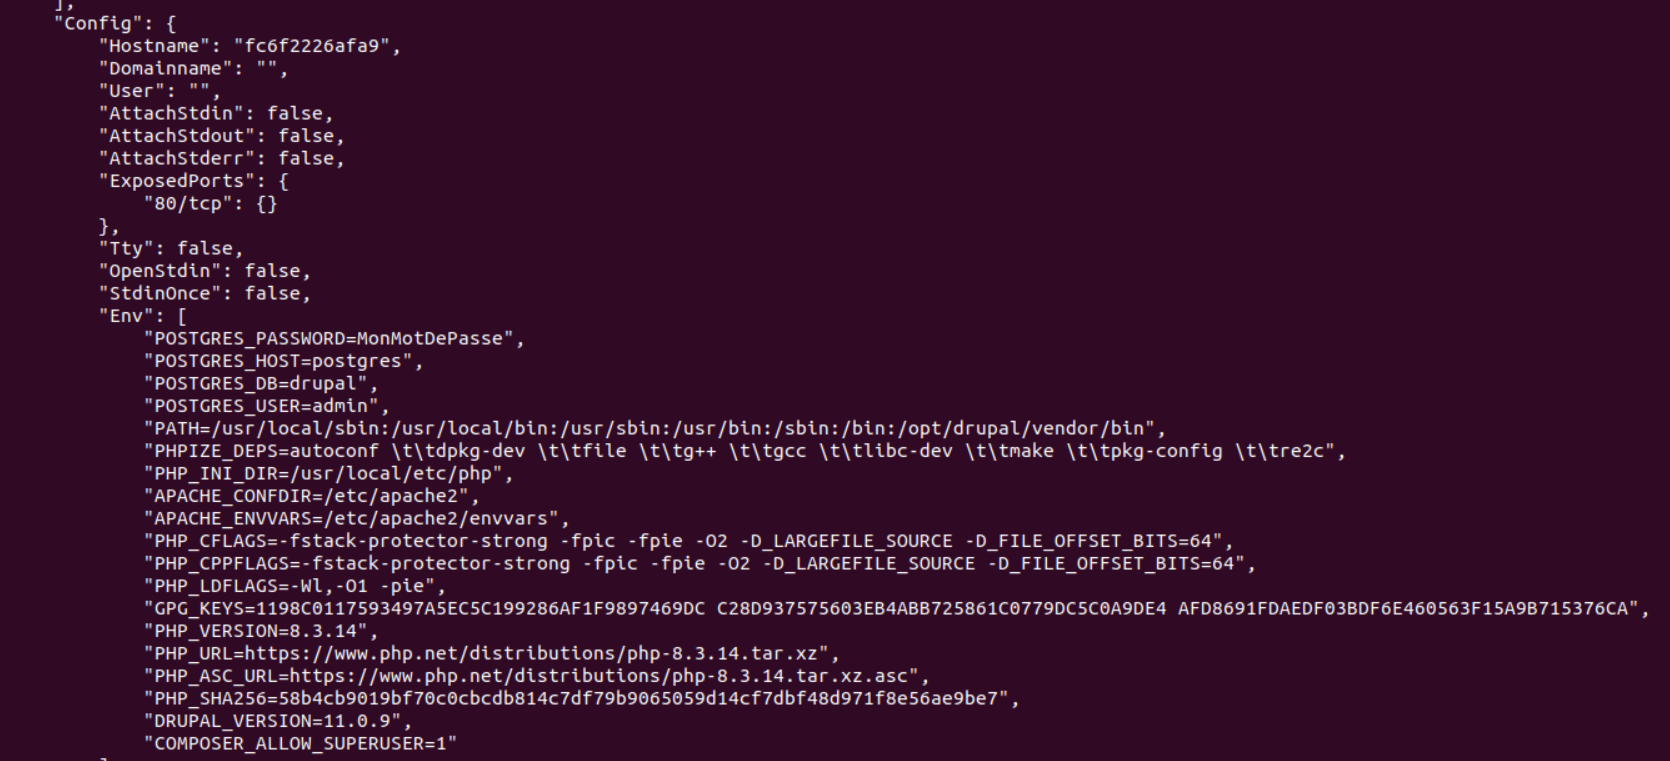 ],
"Config": {
"Hostname": "fc6f2226afa9",
"Domainname": "",
"User": "",
"AttachStdin": false,
"AttachStdout": false,
"AttachStderr": false,
"ExposedPorts": {
"80/tcp": {}
},
"Tty": false,
"OpenStdin": false,
"StdinOnce": false,
"Env": [
"POSTGRES_PASSWORD=MonMotDePasse",
"POSTGRES_HOST=postgres",
"POSTGRES_DB=drupal",
"POSTGRES_USER=admin",
"PATH=/usr/local/sbin:/usr/local/bin:/usr/sbin:/usr/bin:/sbin:/bin:/opt/drupal/vendor/bin",
"PHPIZE_DEPS=autoconf \t\tdpkg-dev \t\tfile \t\tg++ \t\tgcc \t\tlibc-dev \t\tmake \t\tpkg-config \t\tre2c",
"PHP_INI_DIR=/usr/local/etc/php",
"APACHE_CONFDIR=/etc/apache2",
"APACHE_ENVVARS=/etc/apache2/envvars",
"PHP_CFLAGS=-fstack-protector-strong -fpic -fpie -O2 -D_LARGEFILE_SOURCE -D_FILE_OFFSET_BITS=64",
"PHP_CPPFLAGS=-fstack-protector-strong -fpic -fpie -O2 -D_LARGEFILE_SOURCE -D_FILE_OFFSET_BITS=64",
"PHP_LDFLAGS=-Wl,-O1 -pie",
"GPG_KEYS=1198C0117593497A5EC5C199286AF1F9897469DC C28D937575603EB4ABB725861C0779DC5C0A9DE4 AFD8691FDAEDF03BDF6E460563F15A9B715376CA",
"PHP_VERSION=8.3.14",
"PHP_URL=https://www.php.net/distributions/php-8.3.14.tar.xz",
"PHP_ASC_URL=https://www.php.net/distributions/php-8.3.14.tar.xz.asc",
"PHP_SHA256=58b4cb9019bf70c0cbcdb814c7df79b9065059d14cf7dbf48d971f8e56ae9be7",
"DRUPAL_VERSION=11.0.9",
"COMPOSER_ALLOW_SUPERUSER=1"